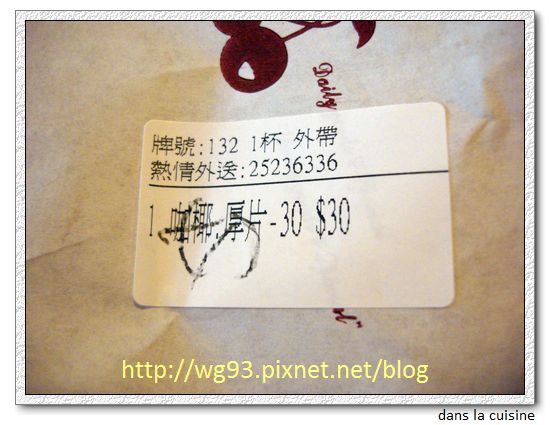 Daily
牌號:132 1杯 外帶
熱情外送:25236336
1 咖椰.厚片-30 $30
http://wg93.pixnet.net/blog
dans la cuisine